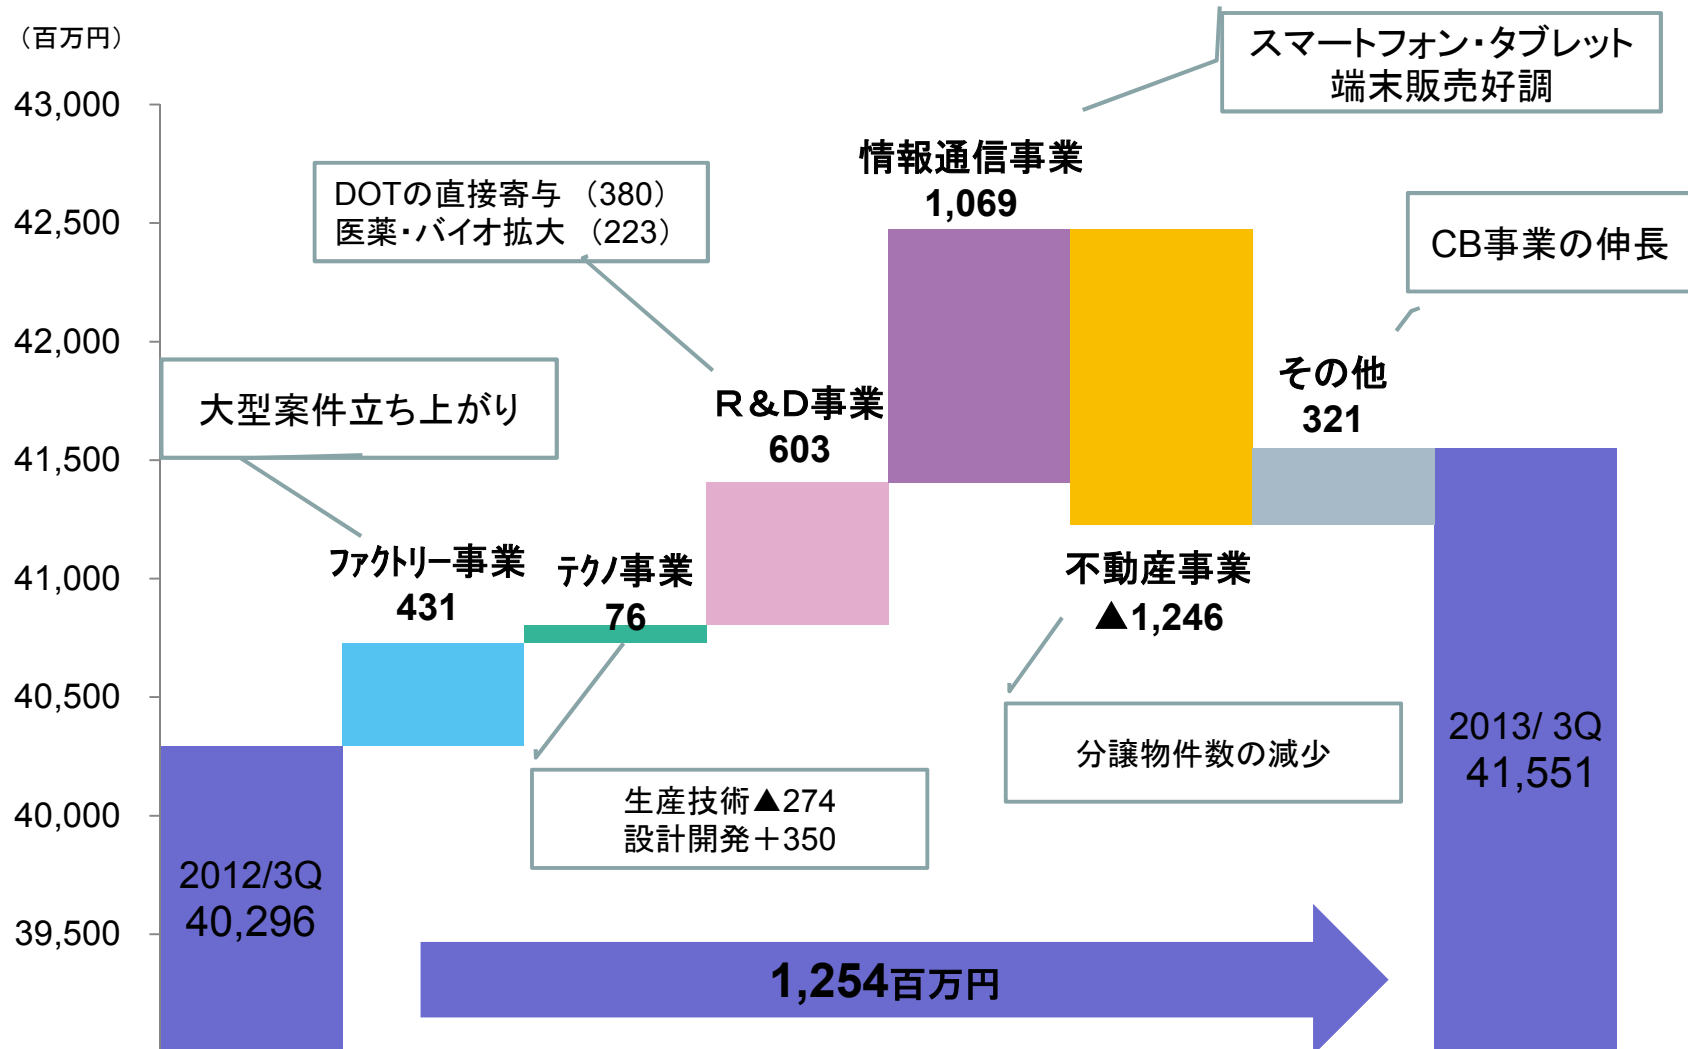 （百万円）
43,000
42,500
42,000
41,500
41,000
40,500
40,000
39,500
スマートフォン・タブレット
端末販売好調
情報通信事業
1,069
DOTの直接寄与 （380）
医薬・バイオ拡大 （223）
CB事業の伸長
大型案件立ち上がり
R＆D事業
603
その他
321
ファクトリー事業
431
テクノ事業
76
不動産事業
▲1,246
生産技術▲274
設計開発＋350
分譲物件数の減少
2012/3Q
40,296
2013/ 3Q
41,551
1,254百万円